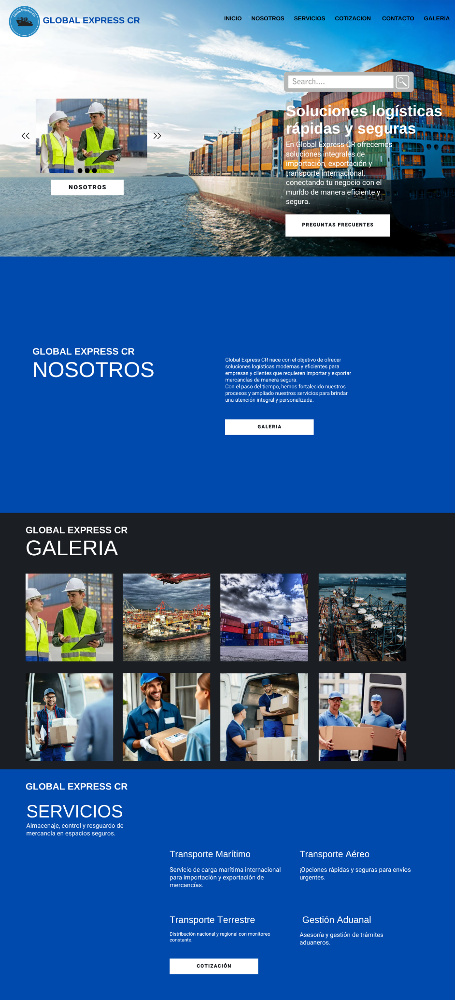 Global Express CR
GLOBAL EXPRESS CR
INICIO NOSOTROS SERVICIOS COTIZACION CONTACTO GALERIA
Search....
Soluciones logísticas
rápidas y seguras
En Global Express CR ofrecemos
soluciones integrales de
importación, exportación y
transporte internacional,
conectando tu negocio con el
mundo de manera eficiente y
segura.
PREGUNTAS FRECUENTES
<<
>>
NOSOTROS
GLOBAL EXPRESS CR
NOSOTROS
Global Express CR nace con el objetivo de ofrecer
soluciones logísticas modernas y eficientes para
empresas y clientes que requieren importar y exportar
mercancías de manera segura.
Con el paso del tiempo, hemos fortalecido nuestros
procesos y ampliado nuestros servicios para brindar
una atención integral y personalizada.
GALERIA
GLOBAL EXPRESS CR
GALERIA
GLOBAL EXPRESS CR
SERVICIOS
Almacenaje, control y resguardo de
mercancía en espacios seguros.
Transporte Marítimo
Servicio de carga marítima internacional
para importación y exportación de
mercancías.
Transporte Aéreo
¡Opciones rápidas y seguras para envíos
urgentes.
Transporte Terrestre
Distribución nacional y regional con monitoreo
constante.
Gestión Aduanal
Asesoría y gestión de trámites
aduaneros.
COTIZACIÓN